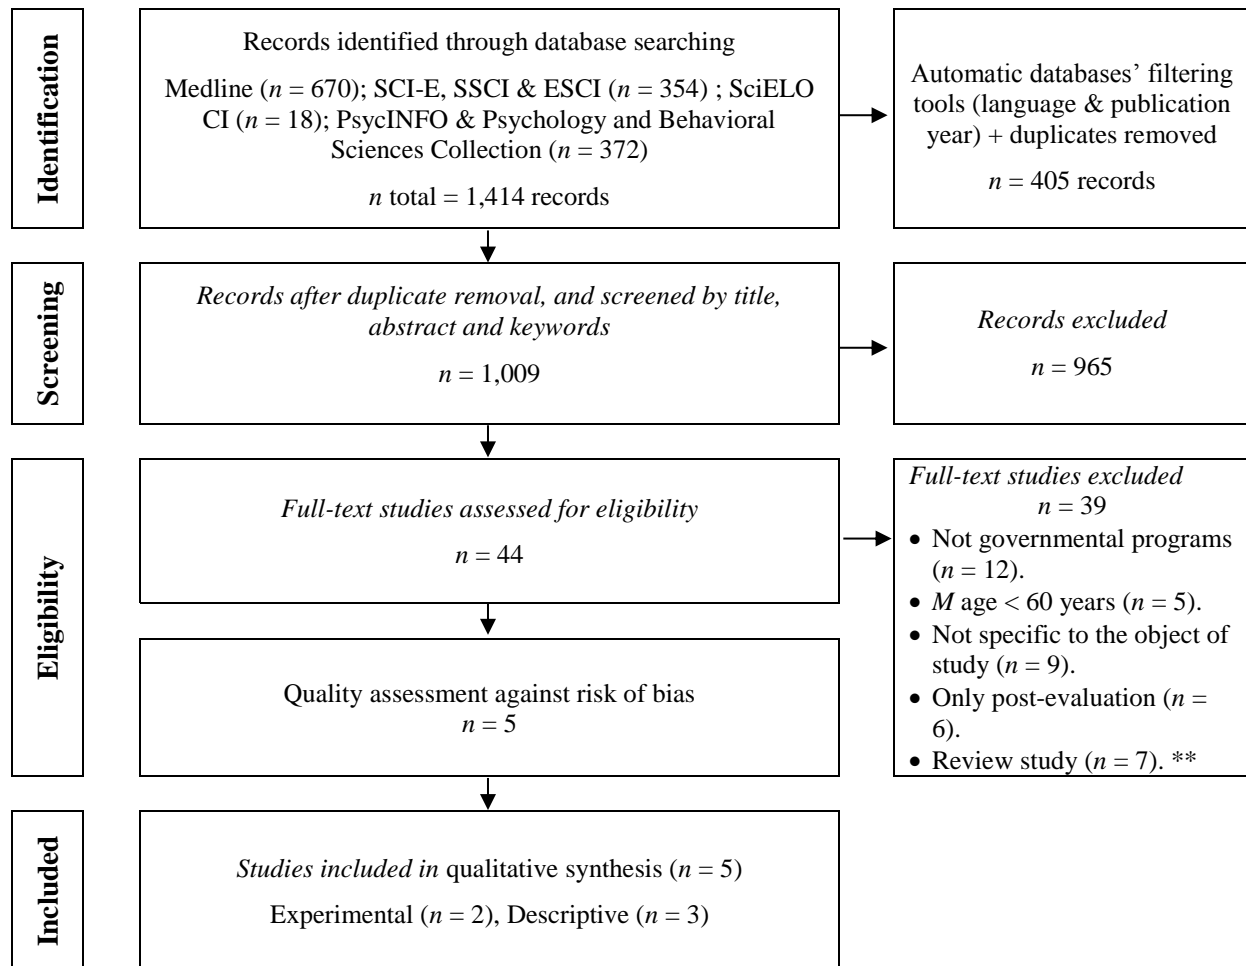 Identification
Records identified through database searching
Medline (n = 670); SCI-E, SSCI & ESCI (n = 354) ; SciELO
CI (n = 18); PsycINFO & Psychology and Behavioral
Sciences Collection (n = 372)
n total = 1,414 records
Automatic databases’ filtering
tools (language & publication
year) + duplicates removed
n = 405 records
Screening
Records after duplicate removal, and screened by title,
abstract and keywords
n = 1,009
Records excluded
n = 965
Eligibility
Full-text studies assessed for eligibility
n = 44
Full-text studies excluded
n = 39
• Not governmental programs
(n = 12).
• M age < 60 years (n = 5).
• Not specific to the object of
study (n = 9).
• Only post-evaluation (n =
6).
• Review study (n = 7). **
Quality assessment against risk of bias
n = 5
Included
Studies included in qualitative synthesis (n = 5)
Experimental (n = 2), Descriptive (n = 3)